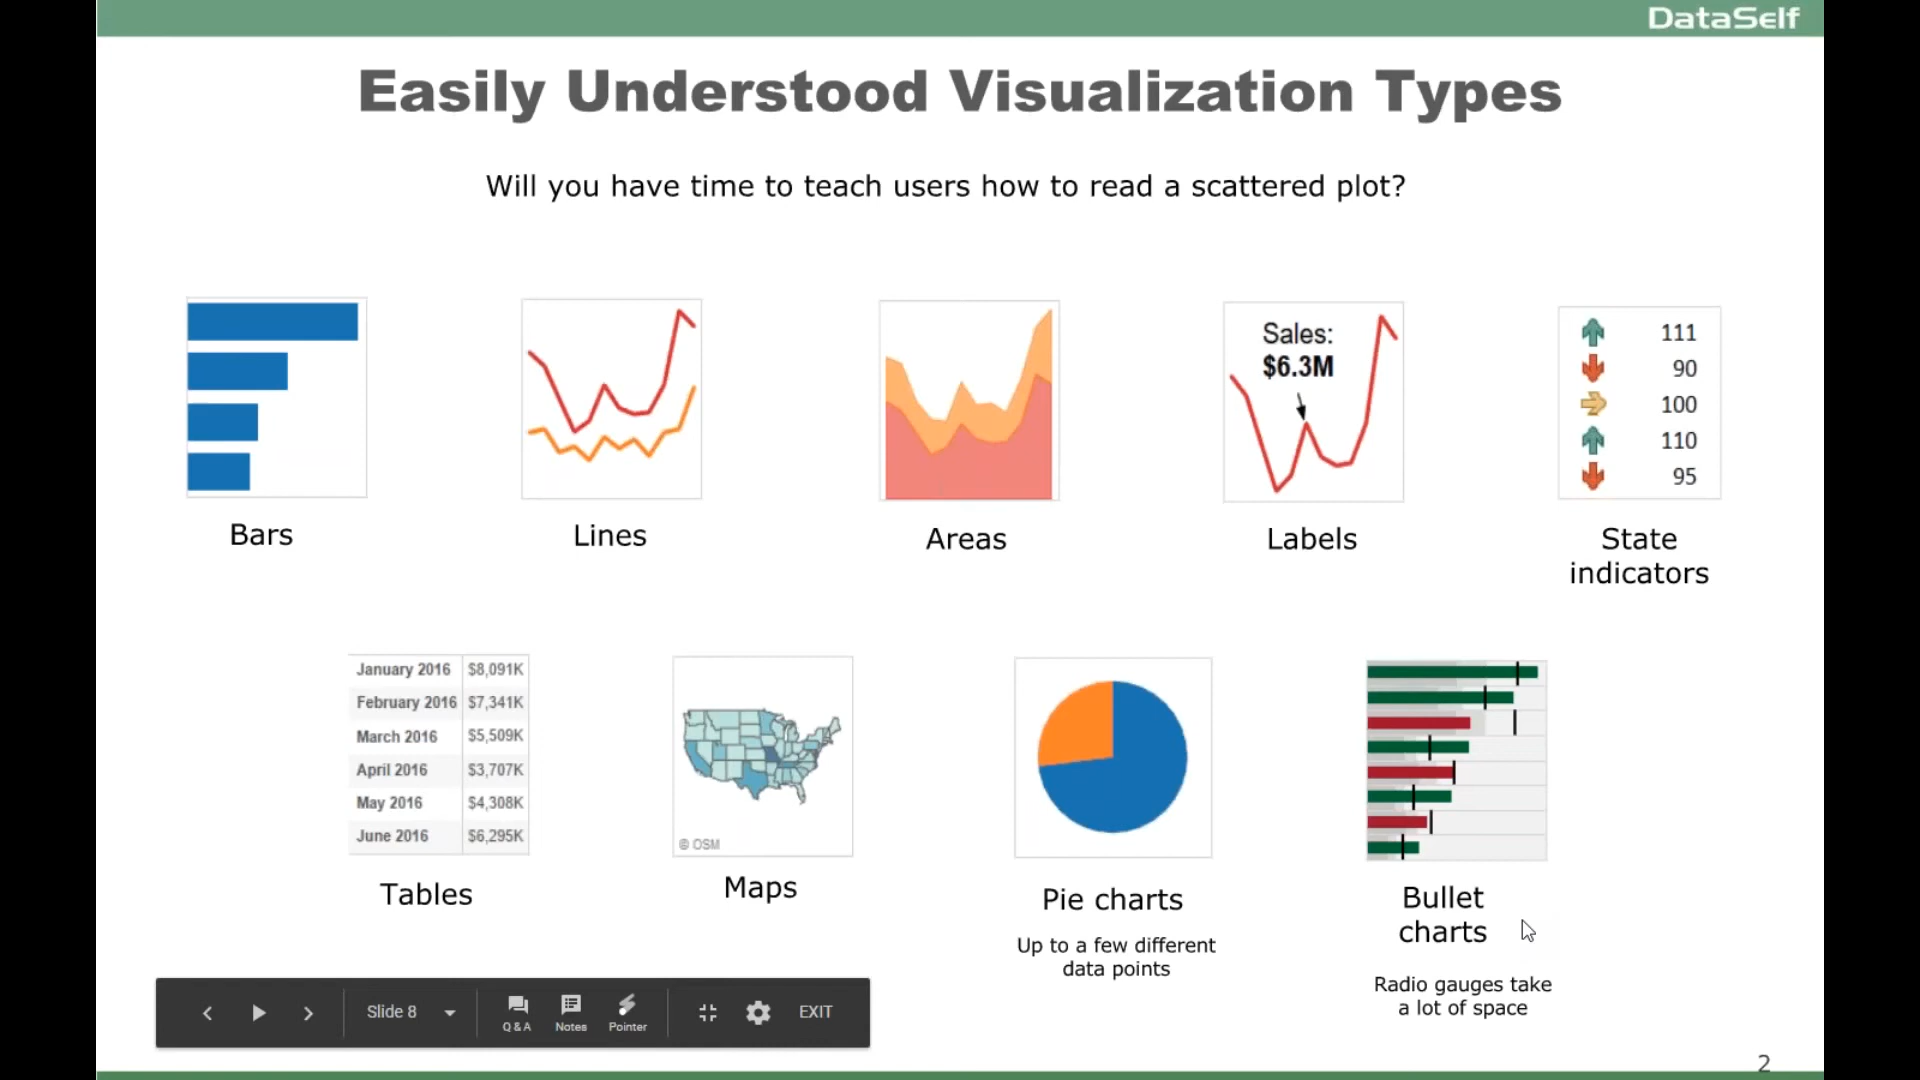 DataSelf
Easily Understood Visualization Types
Will you have time to teach users how to read a scattered plot?
Bars
Lines
Areas
Sales:
$6.3M
Labels
111
90
100
110
95
State
indicators
January 2016 $8,091K
February 2016 $7,341K
March 2016 $5,509K
April 2016 $3,707K
May 2016 $4,308K
June 2016 $6,295K
Tables
© OSM
Maps
Pie charts
Up to a few different
data points
Bullet
charts
Radio gauges take
a lot of space
Slide 8
Q & A
Notes
Pointer
EXIT
2